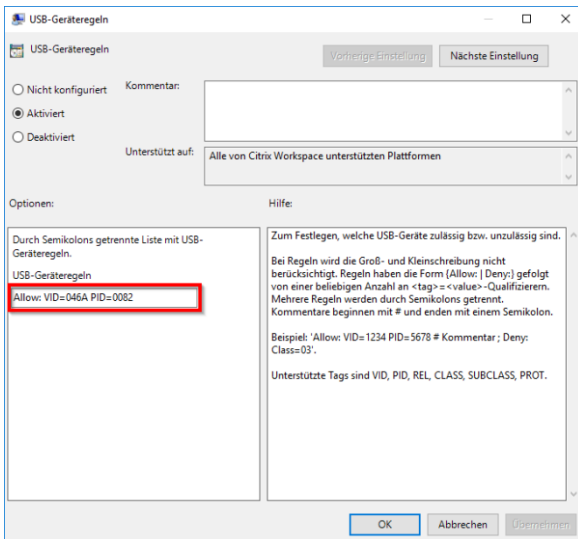 USB-Geräteregeln
USB-Geräteregeln
Vorherige Einstellung
Nächste Einstellung
Nicht konfiguriert
Kommentar:
Aktiviert
Deaktiviert
Unterstützt auf:
Alle von Citrix Workspace unterstützten Plattformen
Optionen:
Hilfe:
Durch Semikolons getrennte Liste mit USB-
Geräteregeln.
USB-Geräteregeln
Allow: VID=046A PID=0082
Zum Festlegen, welche USB-Geräte zulässig bzw. unzulässig sind.
Bei Regeln wird die Groß- und Kleinschreibung nicht
berücksichtigt. Regeln haben die Form {Allow: | Deny:} gefolgt
von einer beliebigen Anzahl an <tag>=<value>-Qualifizierern.
Mehrere Regeln werden durch Semikolons getrennt.
Kommentare beginnen mit # und enden mit einem Semikolon.
Beispiel: 'Allow: VID=1234 PID=5678 # Kommentar ; Deny:
Class=03'.
Unterstützte Tags sind VID, PID, REL, CLASS, SUBCLASS, PROT.
OK
Abbrechen
Übernehmen